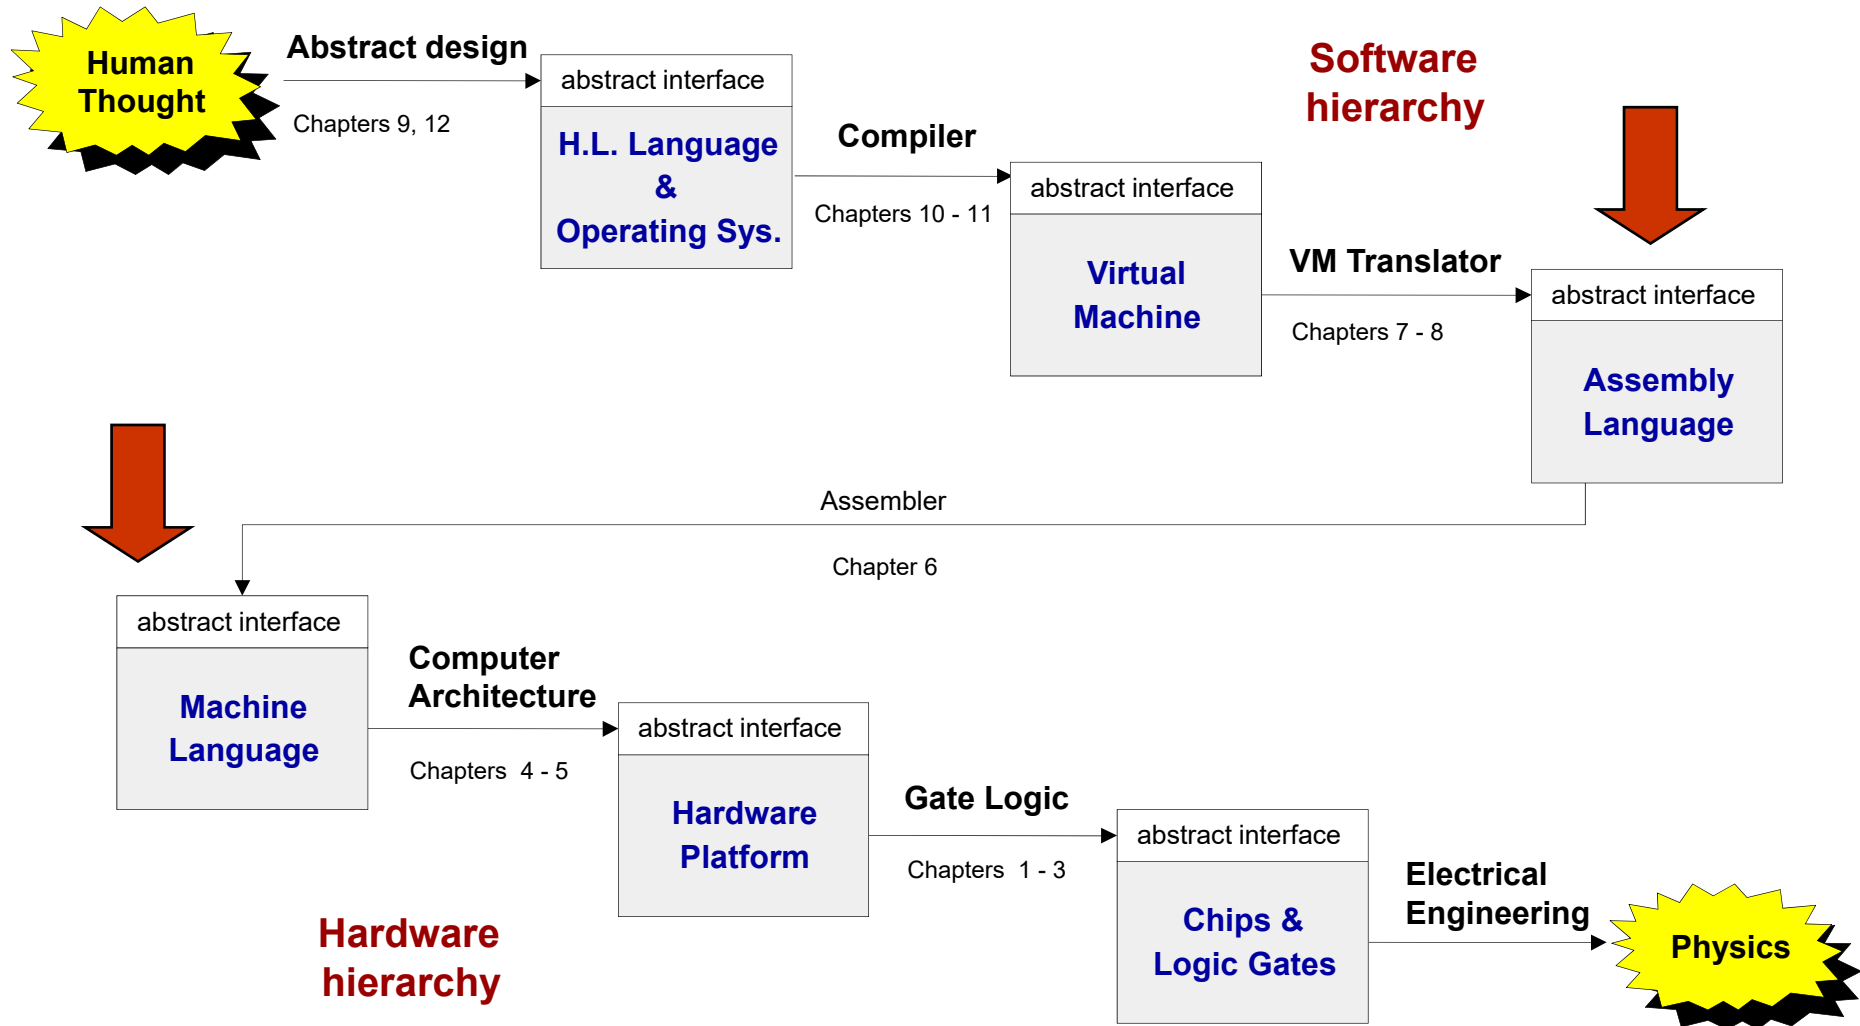 Human
Thought
Abstract design
Chapters 9, 12
abstract interface
H.L. Language
&
Operating Sys.
Compiler
Chapters 10 - 11
abstract interface
Virtual
Machine
Software
hierarchy
VM Translator
Chapters 7 - 8
abstract interface
Assembly
Language
Assembler
Chapter 6
abstract interface
Machine
Language
Computer
Architecture
Chapters 4 - 5
abstract interface
Hardware
Platform
Gate Logic
Chapters 1 - 3
abstract interface
Chips &
Logic Gates
Electrical
Engineering
Physics
Hardware
hierarchy